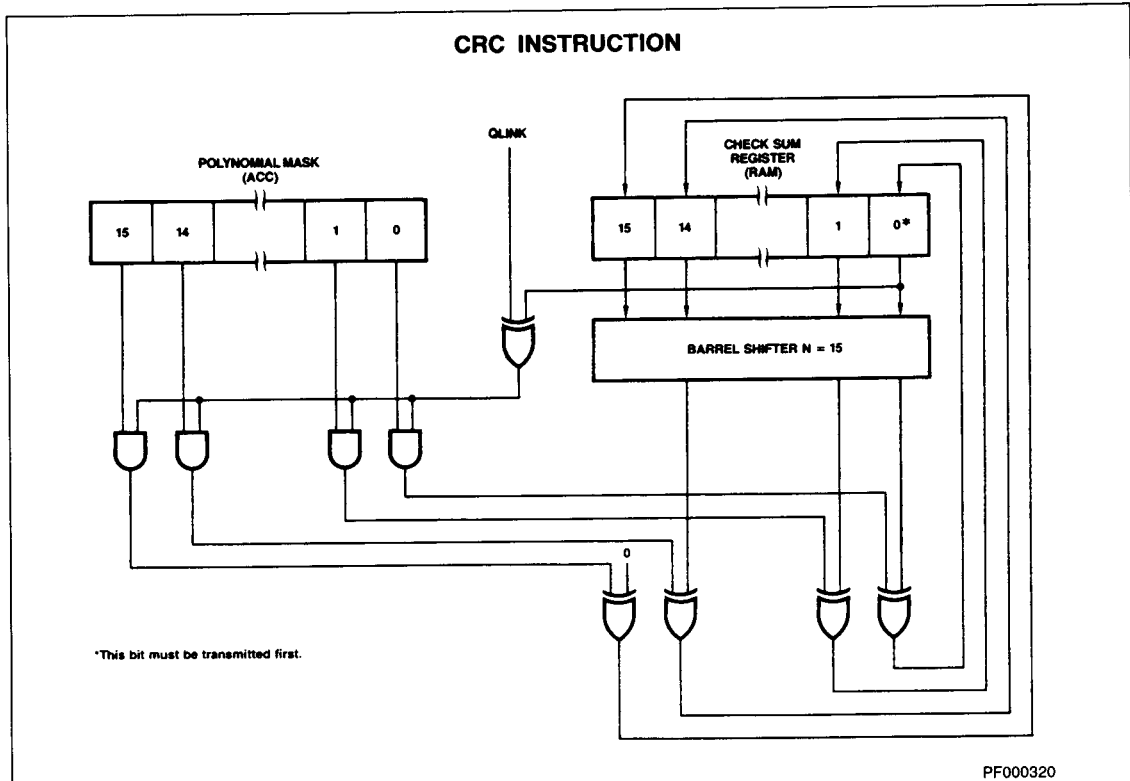 CRC INSTRUCTION
QLINK
POLYNOMIAL MASK
(ACC)
CHECK SUM
REGISTER
(RAM)
15 14 1 0
15 14 1 0*
BARREL SHIFTER N = 15
0
*This bit must be transmitted first.
PF000320